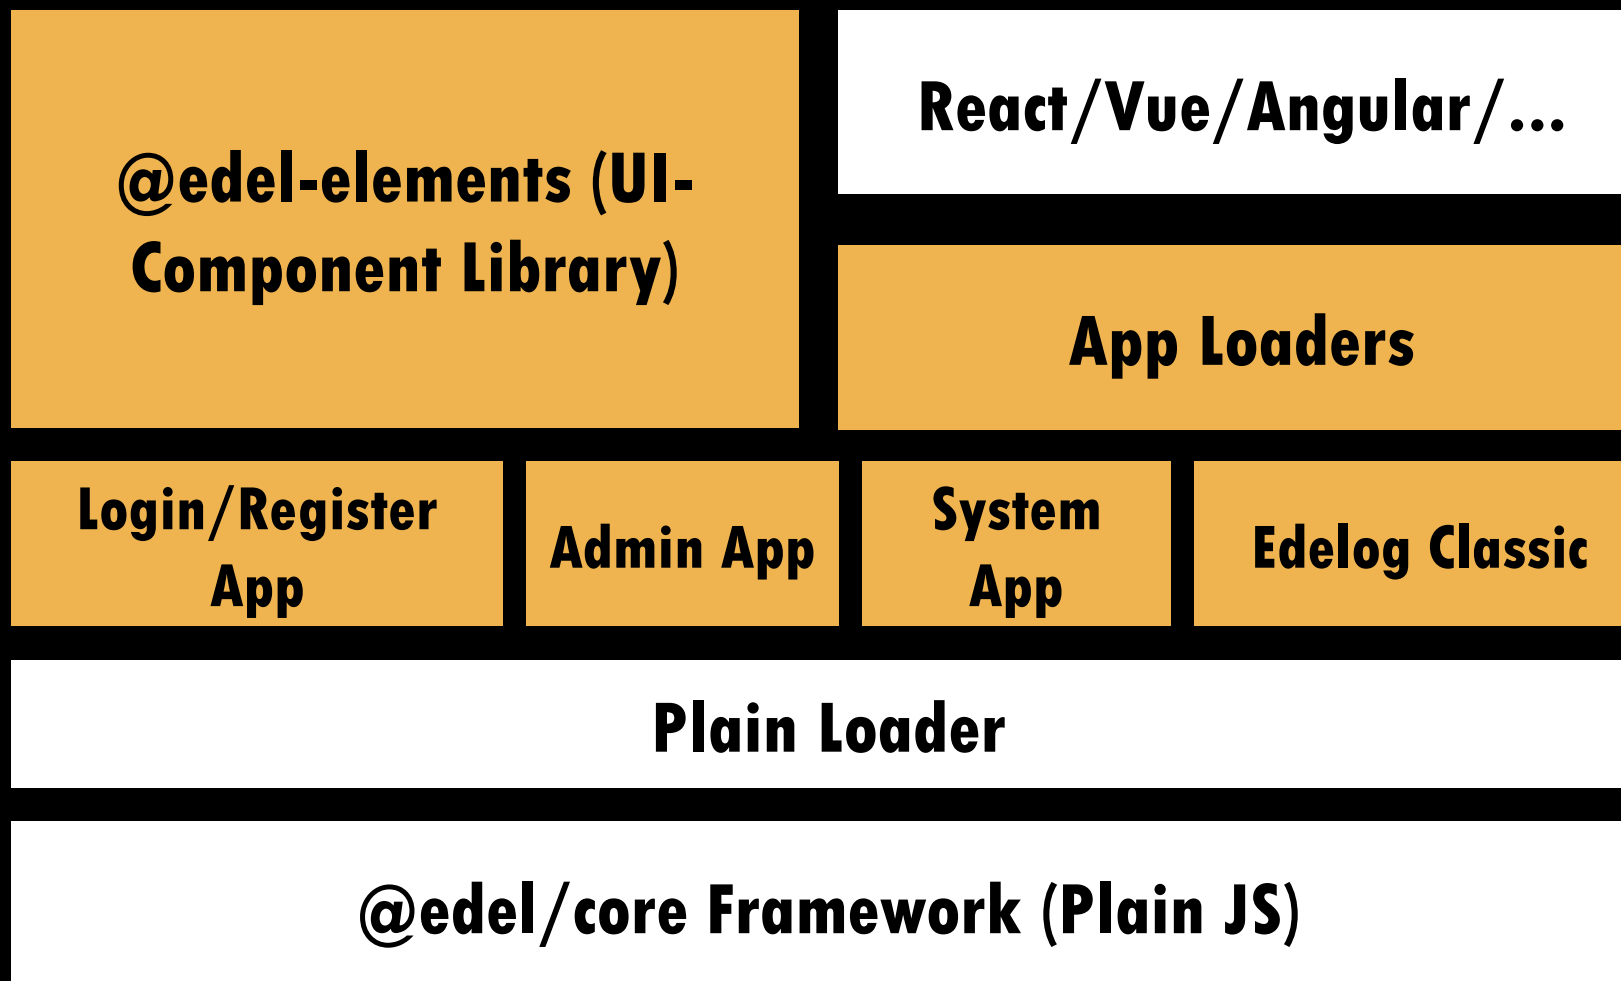 @edel-elements (UI-
Component Library)
React/Vue/Angular/...
App Loaders
Login/Register
App
Admin App
System
App
Edelog Classic
Plain Loader
@edel/core Framework (Plain JS)